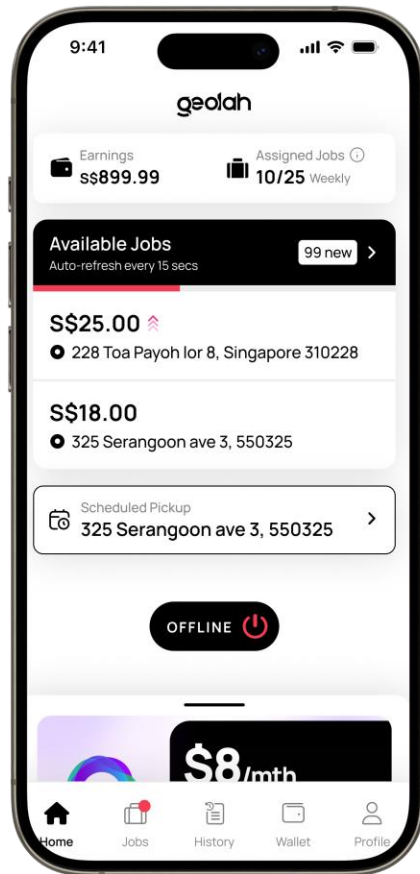 9:41
geolah
Earnings
S$899.99
Assigned Jobs
10/25 Weekly
Available Jobs
Auto-refresh every 15 secs
99 new
S$25.00
228 Toa Payoh lor 8, Singapore 310228
S$18.00
325 Serangoon ave 3, 550325
Scheduled Pickup
325 Serangoon ave 3, 550325
OFFLINE
$8/mth
Home
Jobs
History
Wallet
Profile